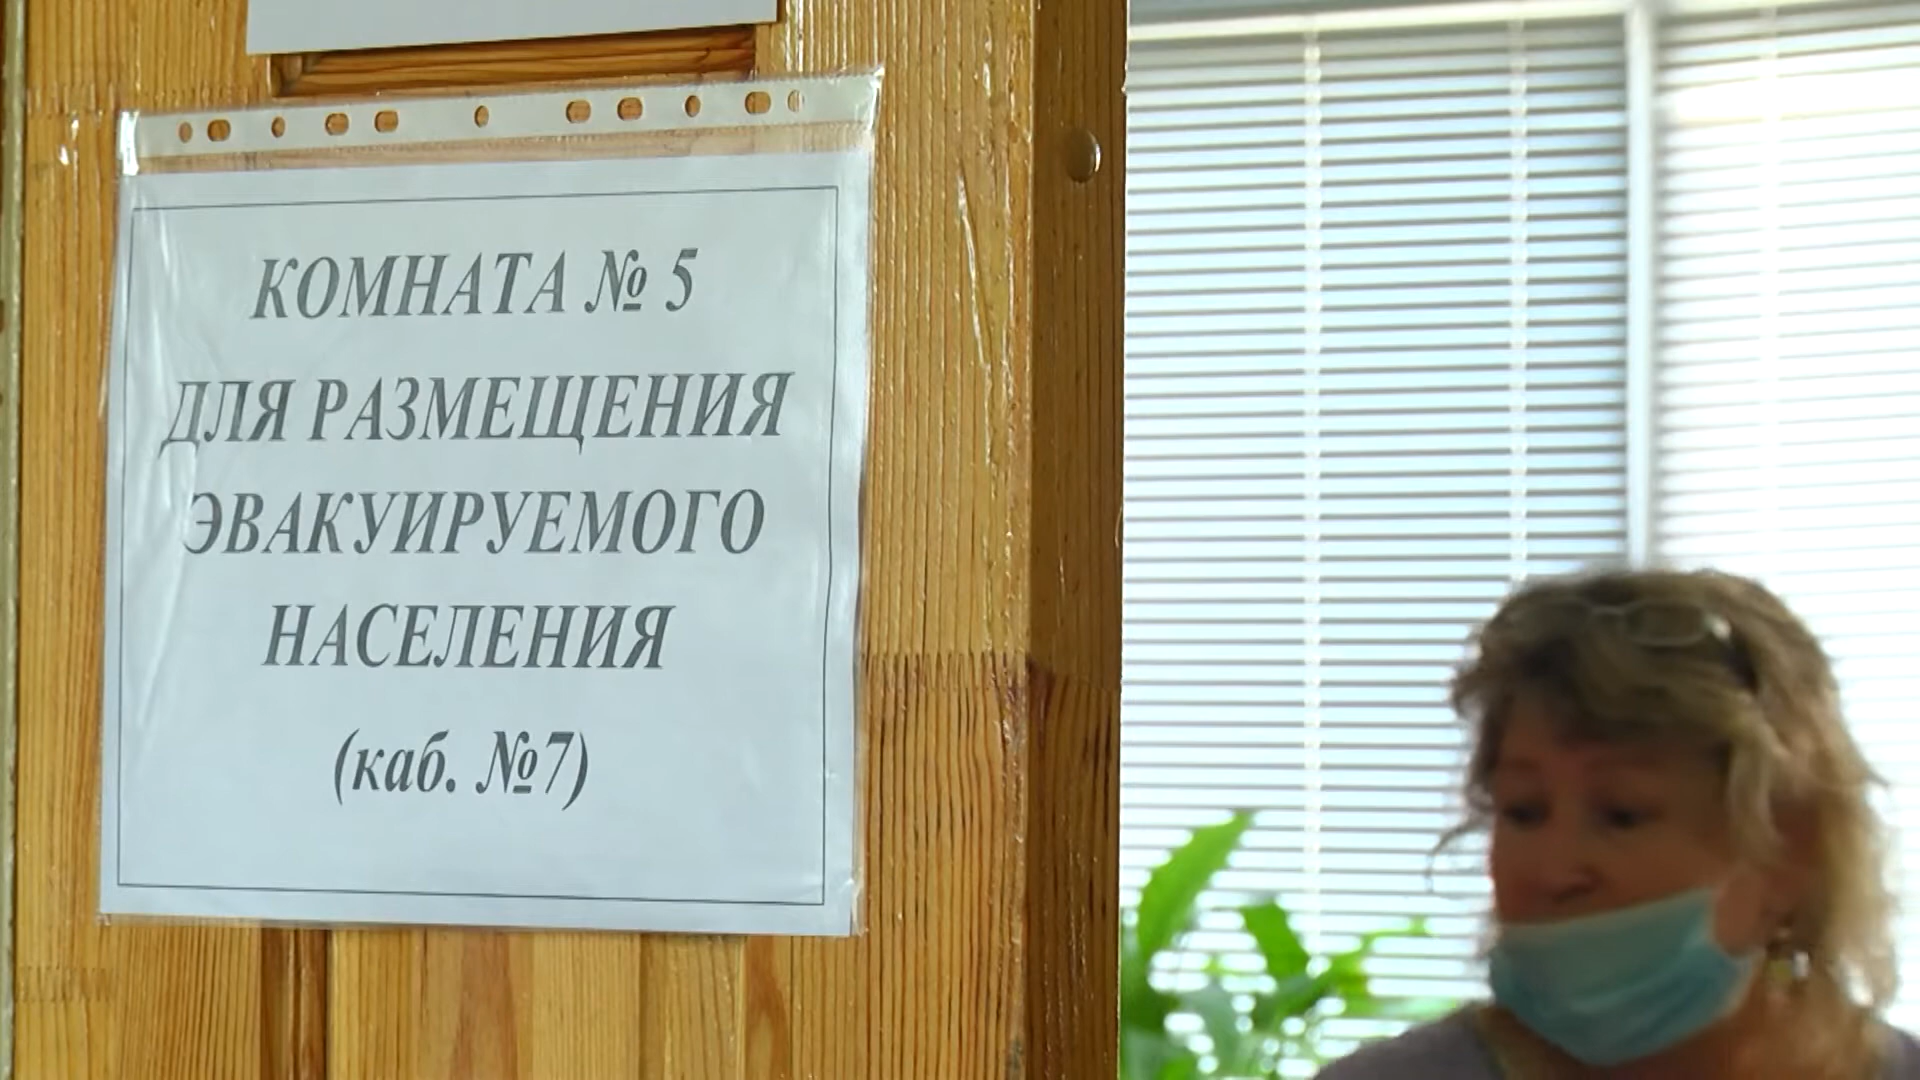 КОМНАТА № 5
ДЛЯ РАЗМЕЩЕНИЯ
ЭВАКУИРУЕМОГО
НАСЕЛЕНИЯ
(каб. №7)